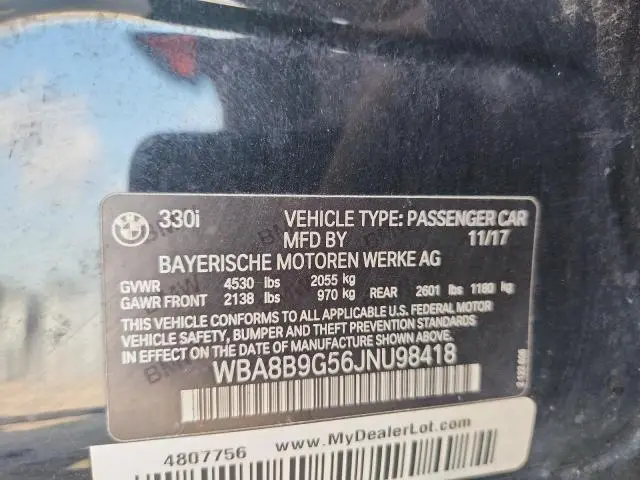 330i VEHICLE TYPE: PASSENGER CAR
MFD BY 11/17
BAYERISCHE MOTOREN WERKE AG
GVWR 4530 lbs 2055 kg
GAWR FRONT 2138 lbs 970 kg REAR 2601 lbs 1180 kg
THIS VEHICLE CONFORMS TO ALL APPLICABLE U.S. FEDERAL MOTOR
VEHICLE SAFETY, BUMPER AND THEFT PREVENTION STANDARDS
IN EFFECT ON THE DATE OF MANUFACTURE SHOWN ABOVE.
WBA8B9G56JNU98418
4807756 www.MyDealerLot.com